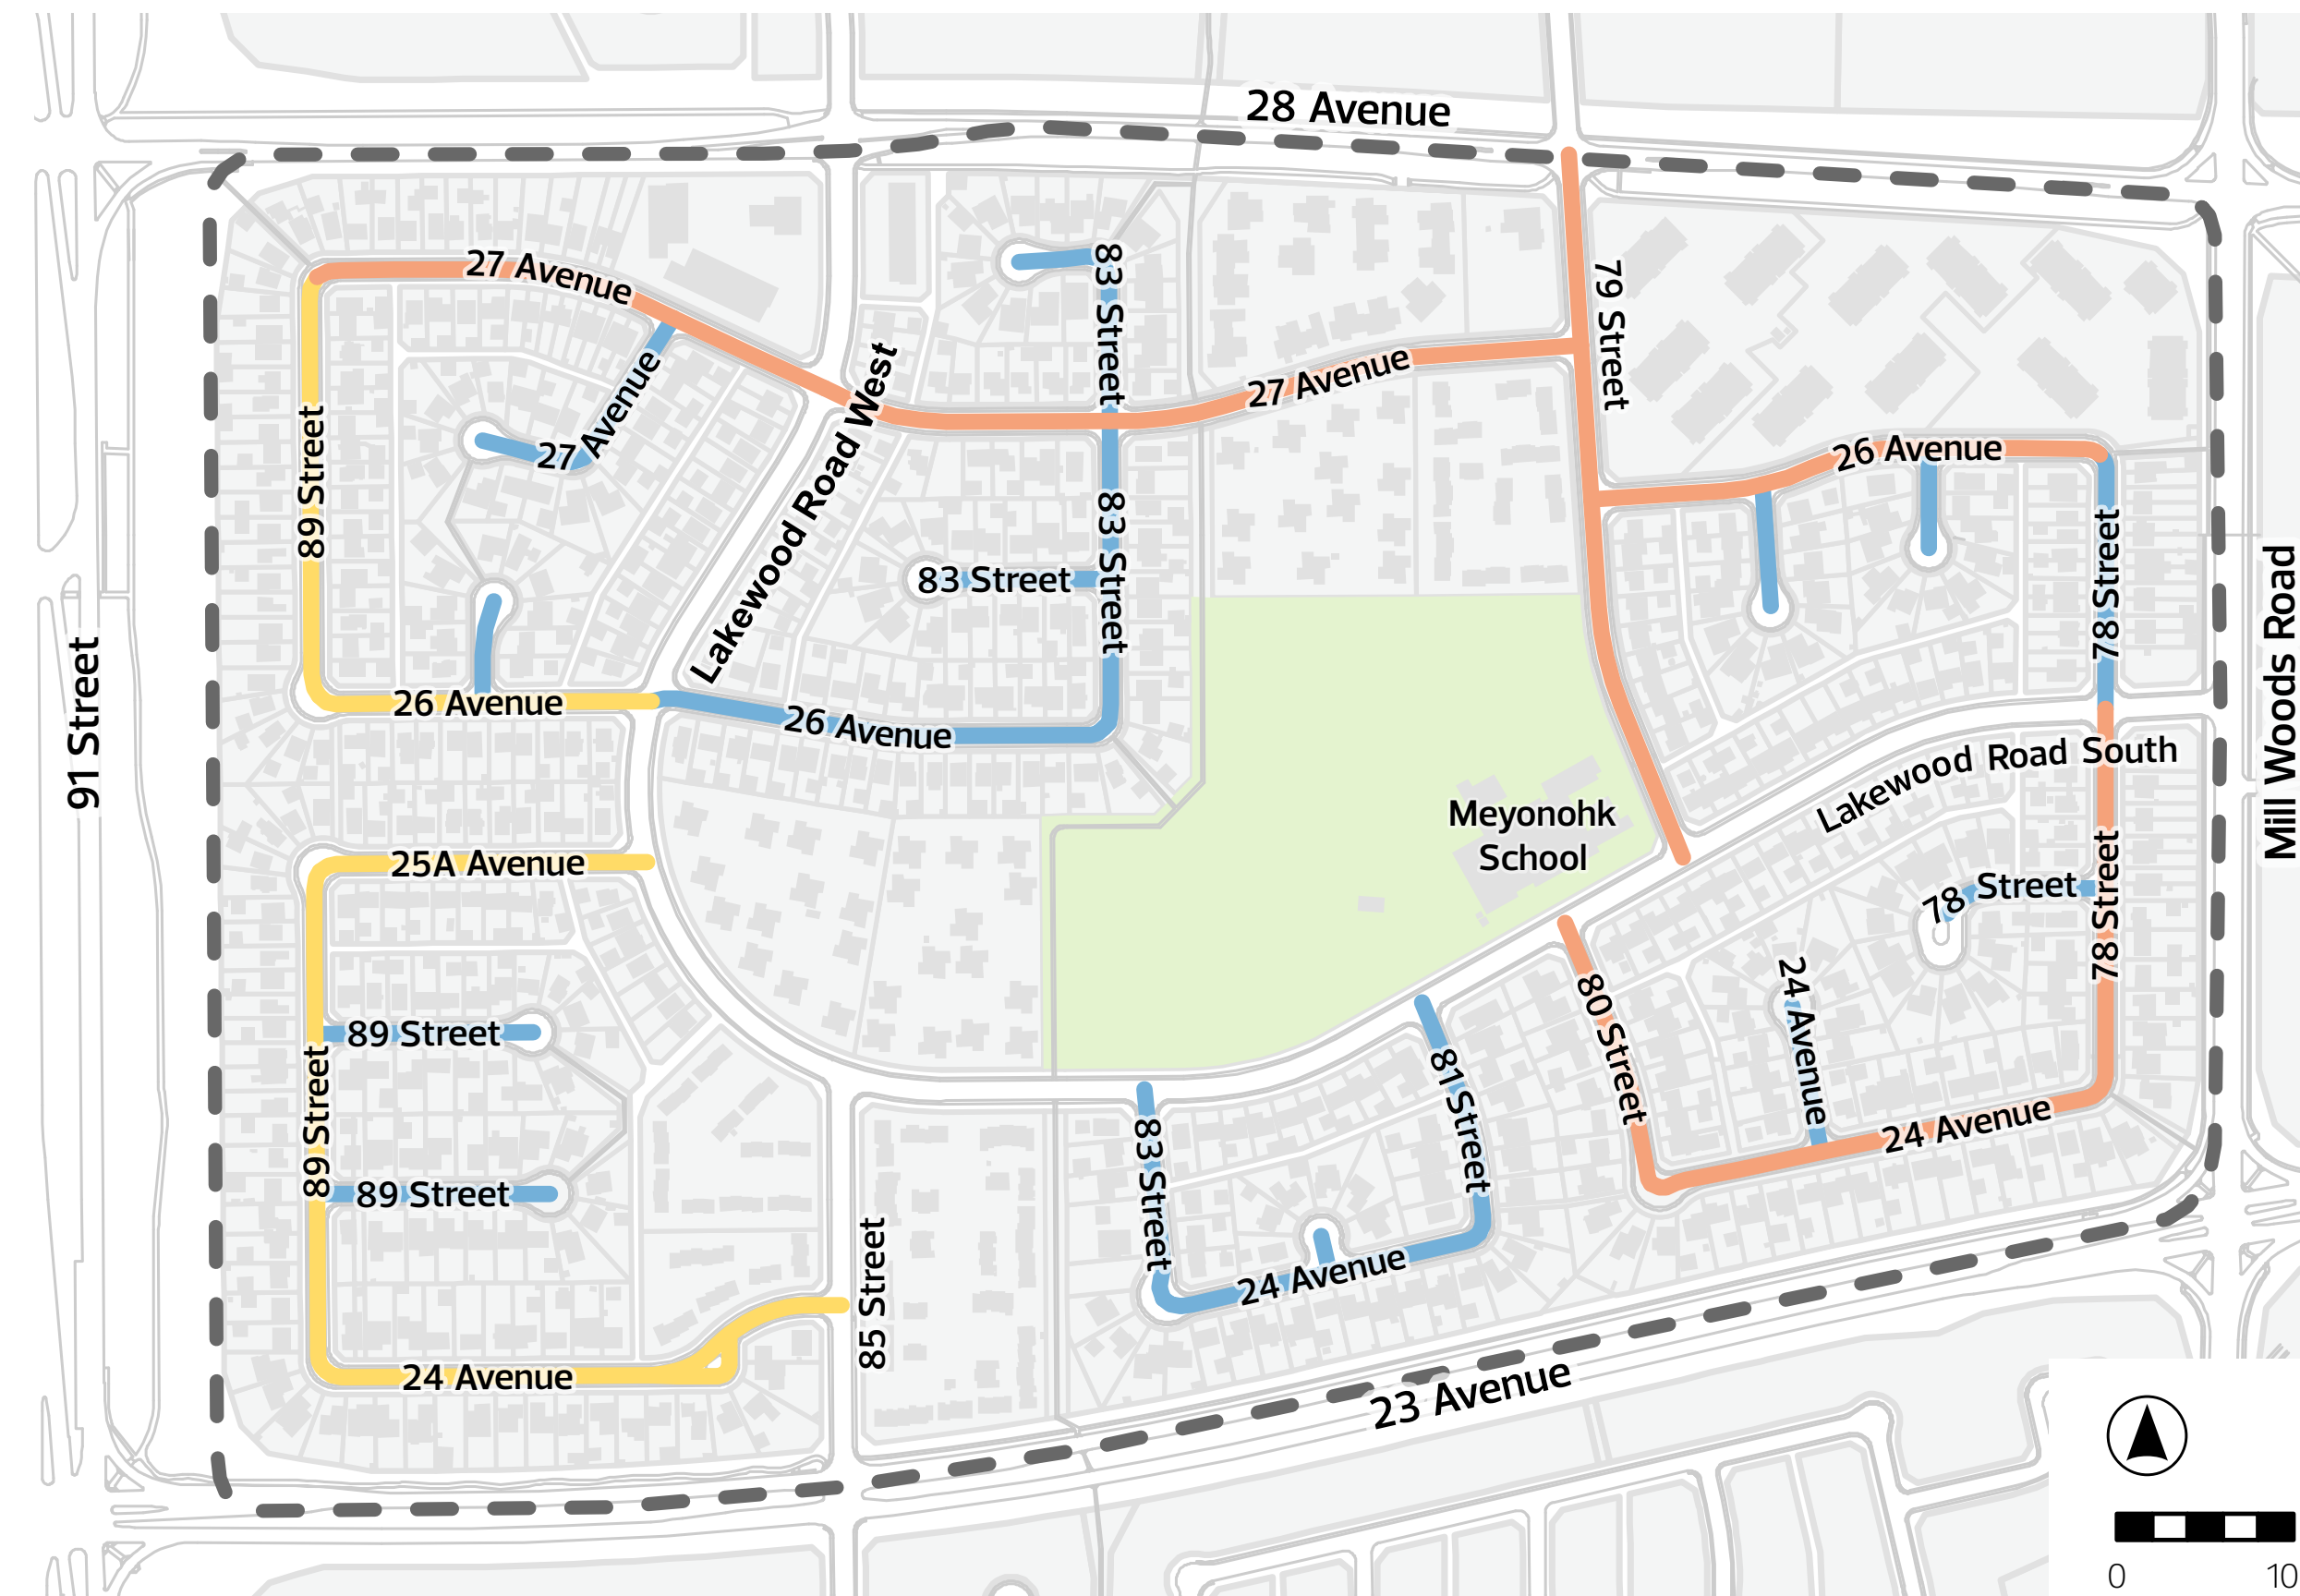 28 Avenue
27 Avenue
83 Street
79 Street
27 Avenue
27 Avenue
Lakewood Road West
89 Street
26 Avenue
83 Street
83 Street
78 Street
Mill Woods Road
91 Street
26 Avenue
26 Avenue
Lakewood Road South
Meyonohk
School
25A Avenue
78 Street
78 Street
24 Avenue
80 Street
89 Street
89 Street
81 Street
24 Avenue
83 Street
89 Street
85 Street
24 Avenue
24 Avenue
23 Avenue
0 10